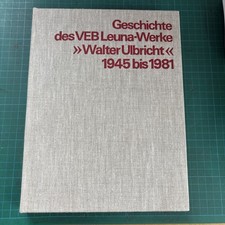 Geschichte
des VEB Leuna-Werke
»Walter Ulbricht«
1945 bis 1981